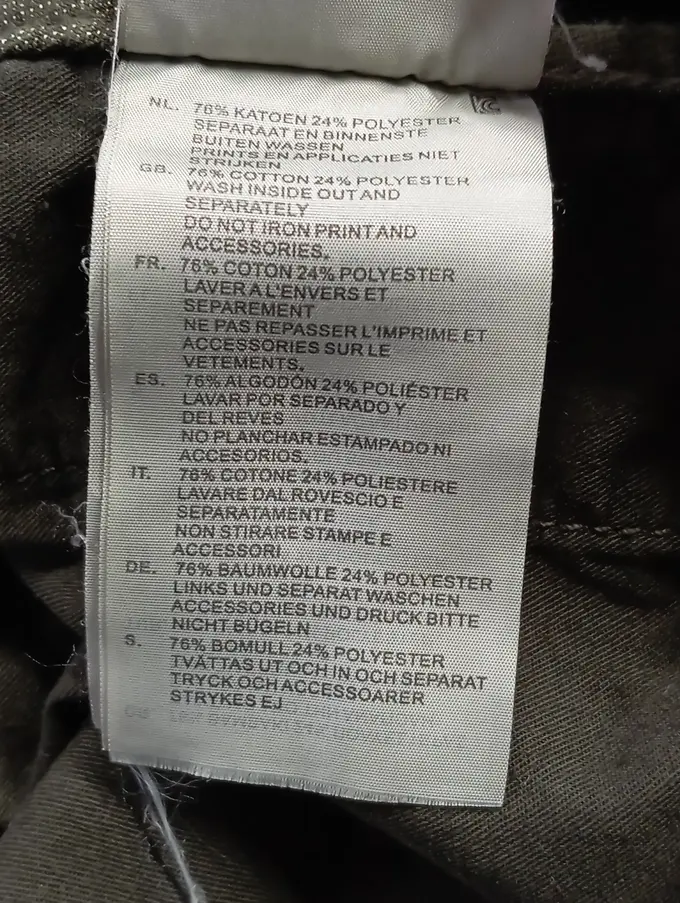 NL. 76% KATOEN 24% POLYESTER
SEPARAAT EN BINNENSTE
BUITEN WASSEN
PRINTS EN APPLICATIES NIET
STRIJKEN
GB. 76% COTTON 24% POLYESTER
WASH INSIDE OUT AND
SEPARATELY
DO NOT IRON PRINT AND
ACCESSORIES.
FR. 76% COTON 24% POLYESTER
LAVER A L'ENVERS ET
SEPAREMENT
NE PAS REPASSER L'IMPRIME ET
ACCESSORIES SUR LE
VETEMENTS.
ES. 76% ALGODÓN 24% POLIÉSTER
LAVAR POR SEPARADO Y
DEL REVES
NO PLANCHAR ESTAMPADO NI
ACCESORIOS.
IT. 76% COTONE 24% POLIESTERE
LAVARE DAL ROVESCIO E
SEPARATAMENTE
NON STIRARE STAMPE E
ACCESSORI
DE. 76% BAUMWOLLE 24% POLYESTER
LINKS UND SEPARAT WASCHEN
ACCESSORIES UND DRUCK BITTE
NICHT BUGELN
S. 76% BOMULL 24% POLYESTER
TVÄTTAS UT OCH IN OCH SEPARAT
TRYCK OCH ACCESSOARER
STRYKES EJ